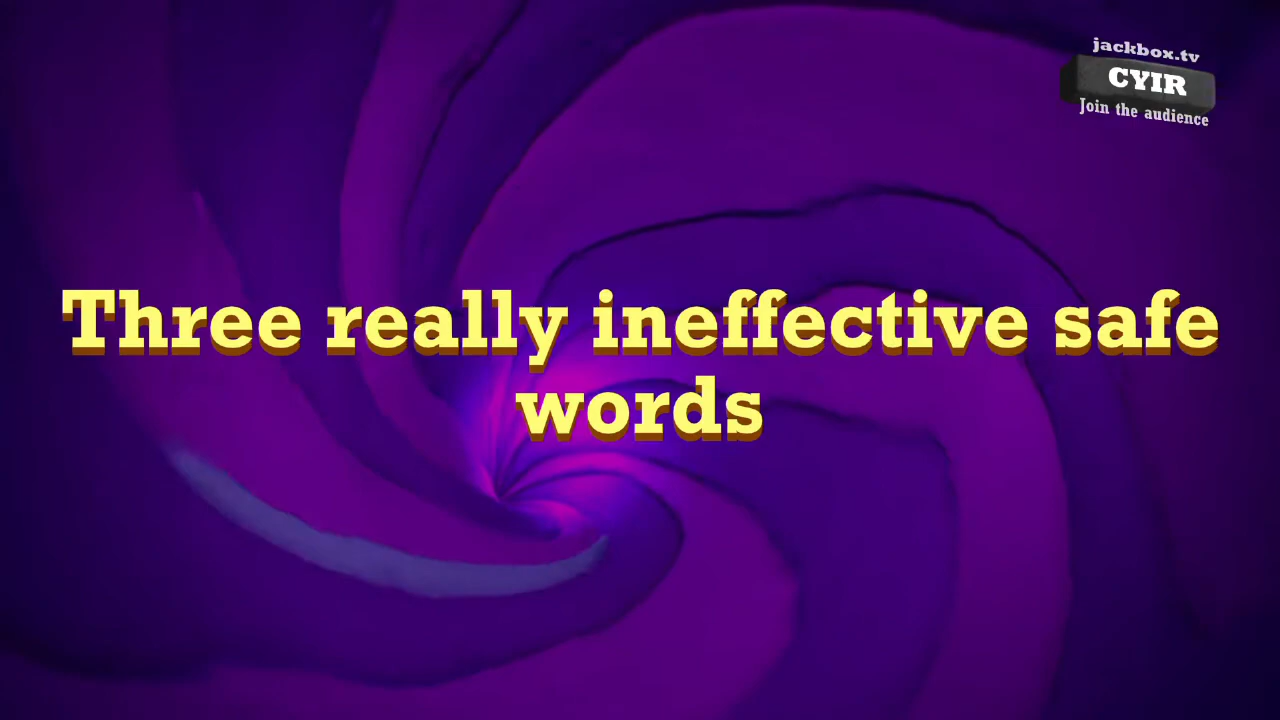 jackbox.tv
CYIR
Join the audience
Three really ineffective safe
words